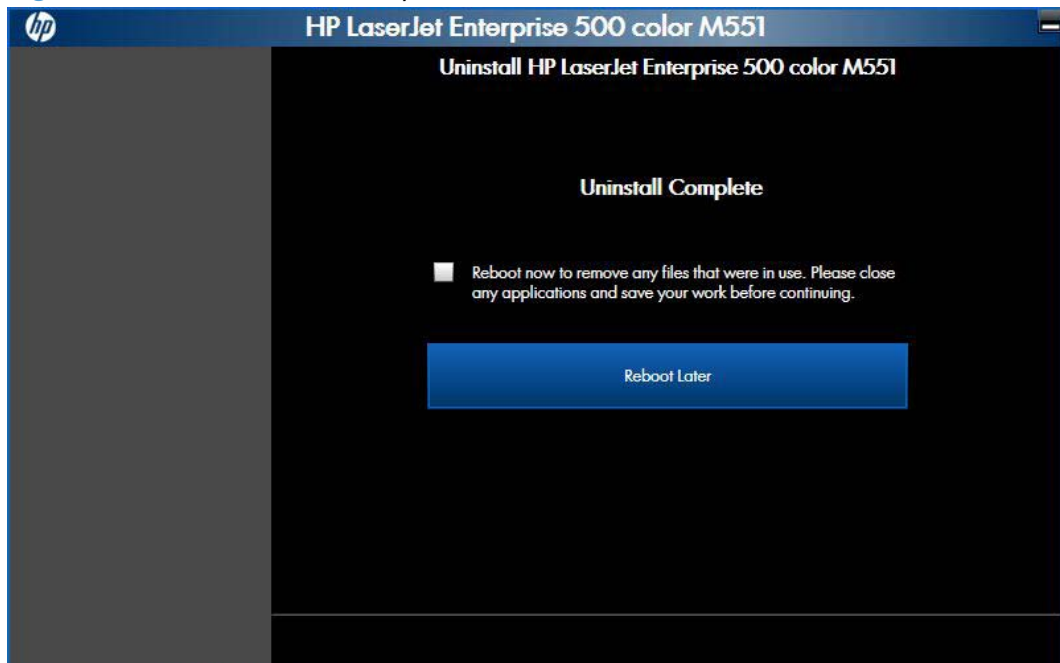 hp
HP LaserJet Enterprise 500 color M551
Uninstall HP LaserJet Enterprise 500 color M551
Uninstall Complete
Reboot now to remove any files that were in use. Please close
any applications and save your work before continuing.
Reboot Later